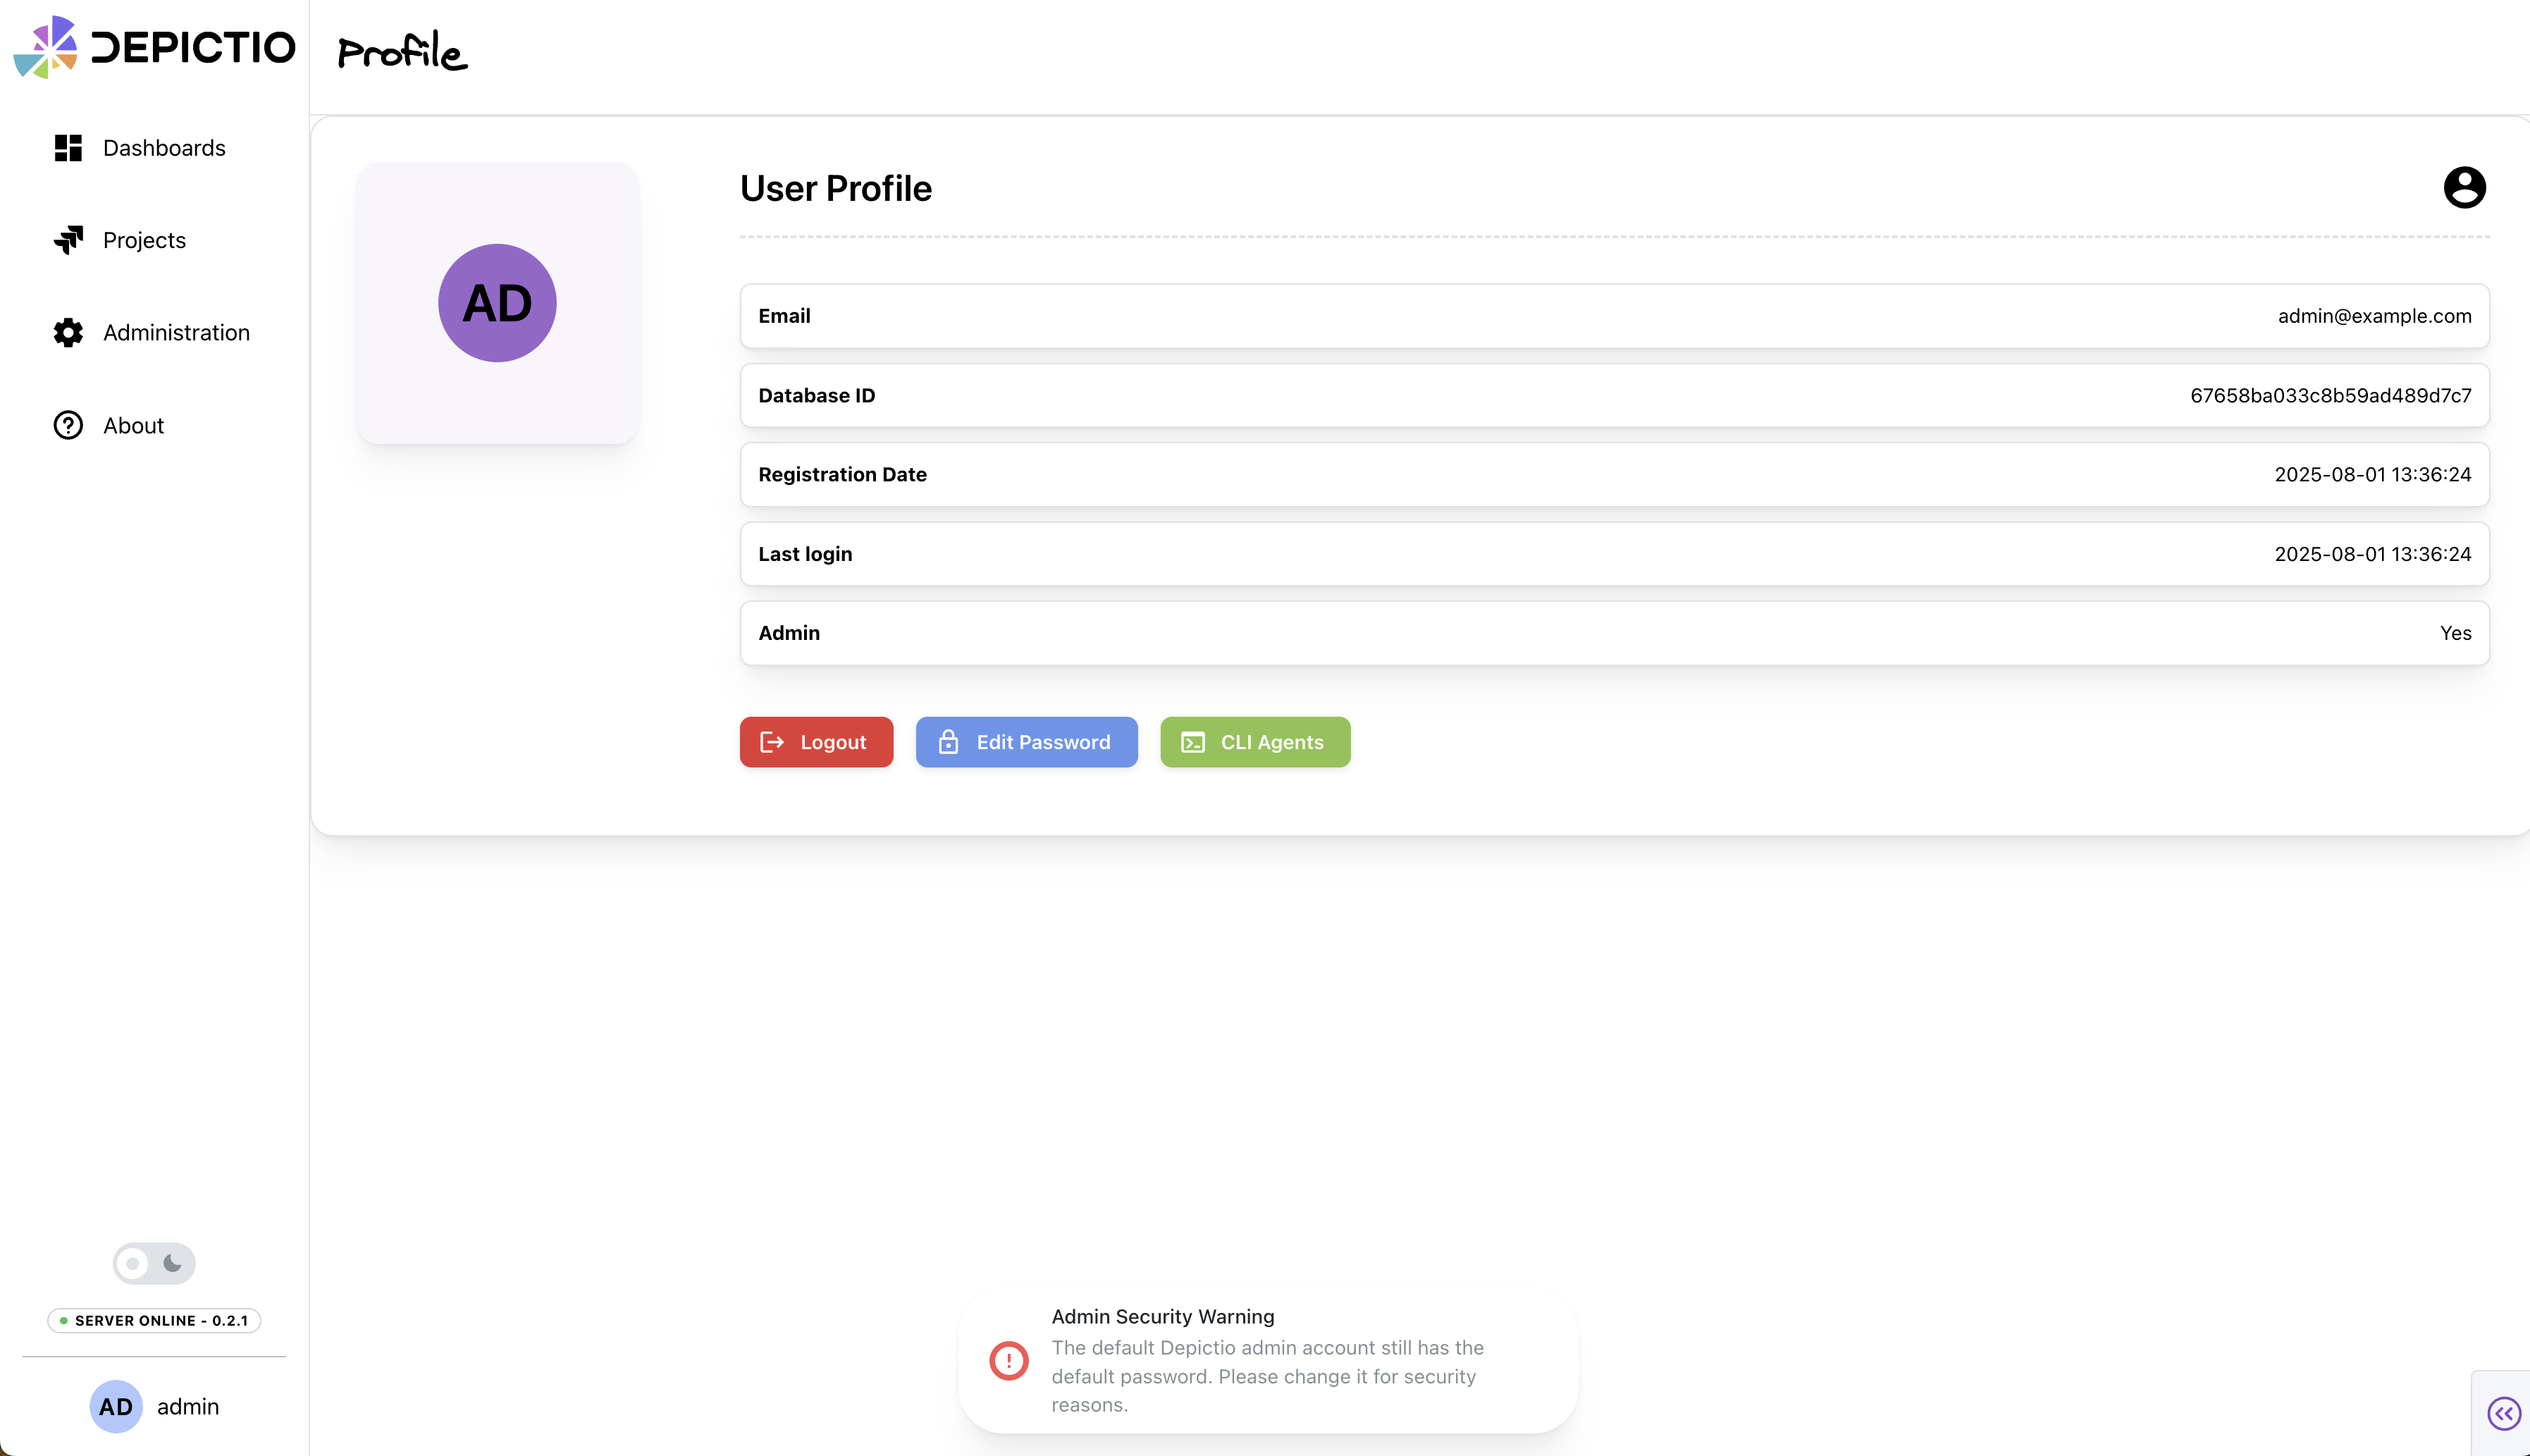 DEPICTIO
Profile
Dashboards
Projects
Administration
About
AD
User Profile
Email admin@example.com
Database ID 67658ba033c8b59ad489d7c7
Registration Date 2025-08-01 13:36:24
Last login 2025-08-01 13:36:24
Admin Yes
Logout Edit Password CLI Agents
SERVER ONLINE - 0.2.1
AD admin
Admin Security Warning
The default Depictio admin account still has the
default password. Please change it for security
reasons.